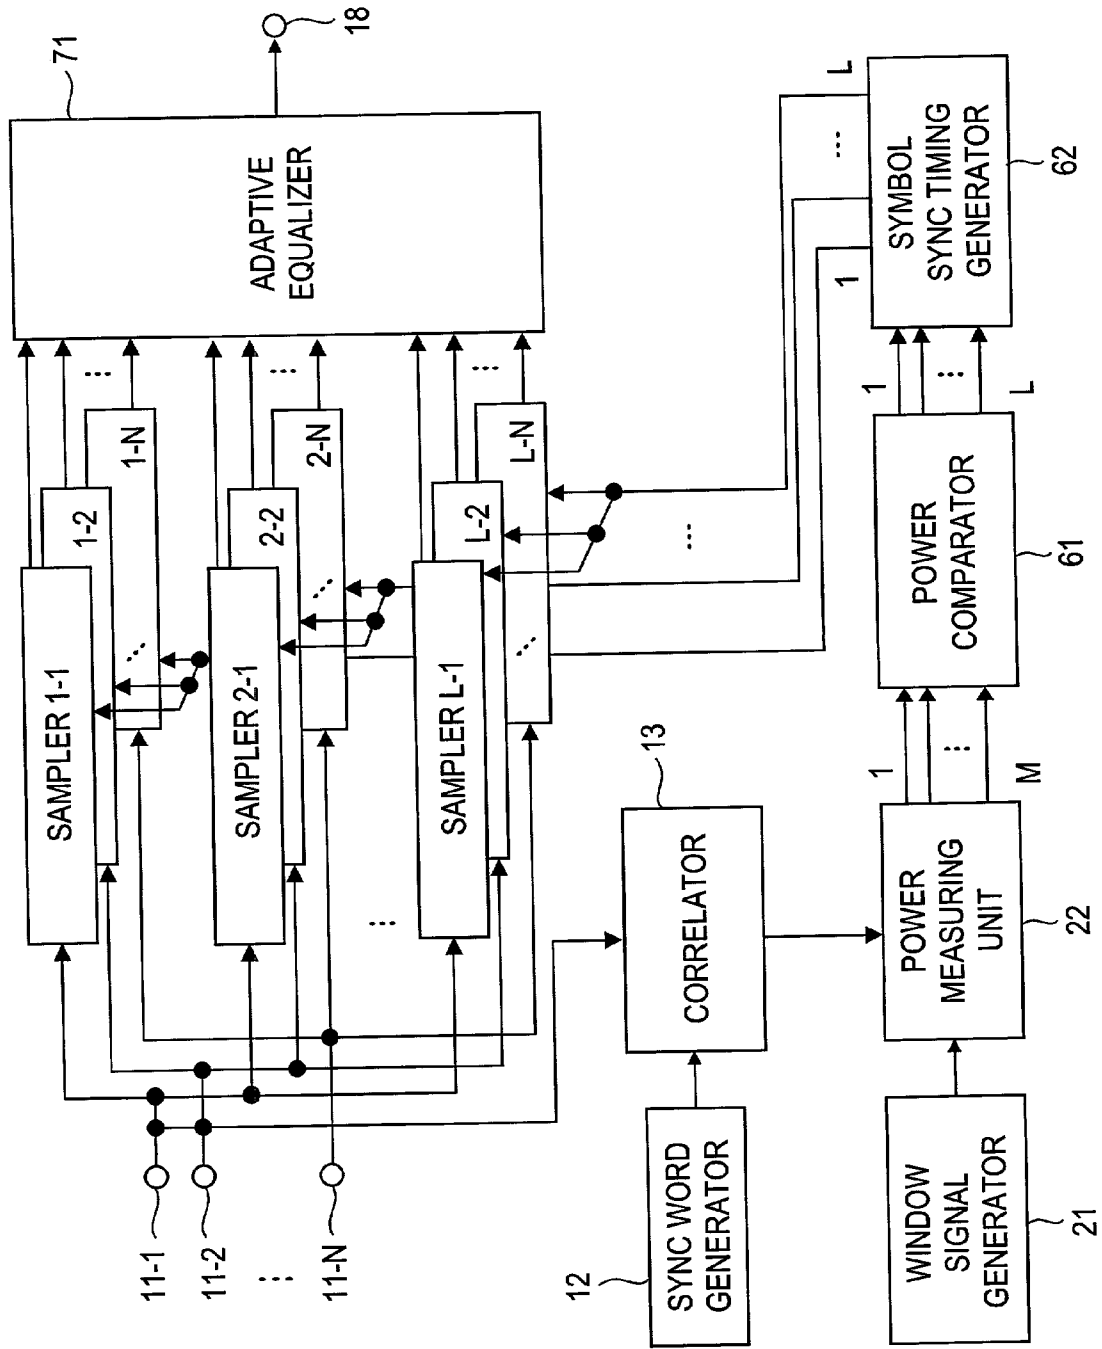 11-1
11-2
⋮
11-N
SAMPLER 1-1
1-2
1-N
SAMPLER 2-1
2-2
2-N
SAMPLER L-1
L-2
L-N
ADAPTIVE
EQUALIZER
71
18
12
SYNC WORD
GENERATOR
CORRELATOR
13
WINDOW
SIGNAL
GENERATOR
21
POWER
MEASURING
UNIT
22
1
M
POWER
COMPARATOR
61
1
L
SYMBOL
SYNC TIMING
GENERATOR
62
1
L